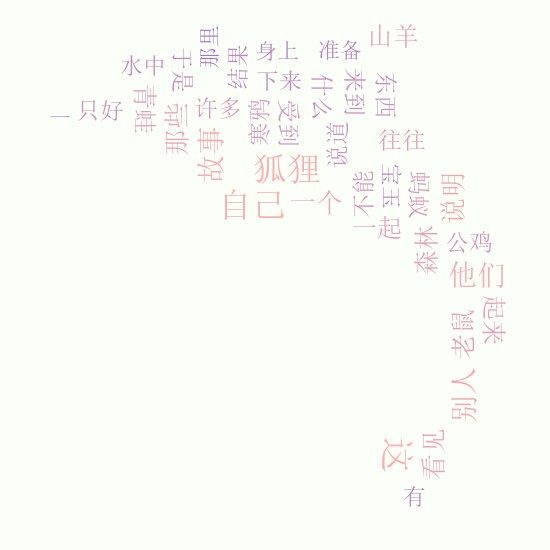 山羊
那里
身上
准备
结果
于是
水中
下来
什么
来到
东西
一
只好
青蛙
那些
许多
寒鸦
受到
说道
往往
故事
狐狸
自己
一个
不能
宝玉
蚂蚁
说明
一起
森林
公鸡
他们
起来
老鼠
别人
这
看见
有